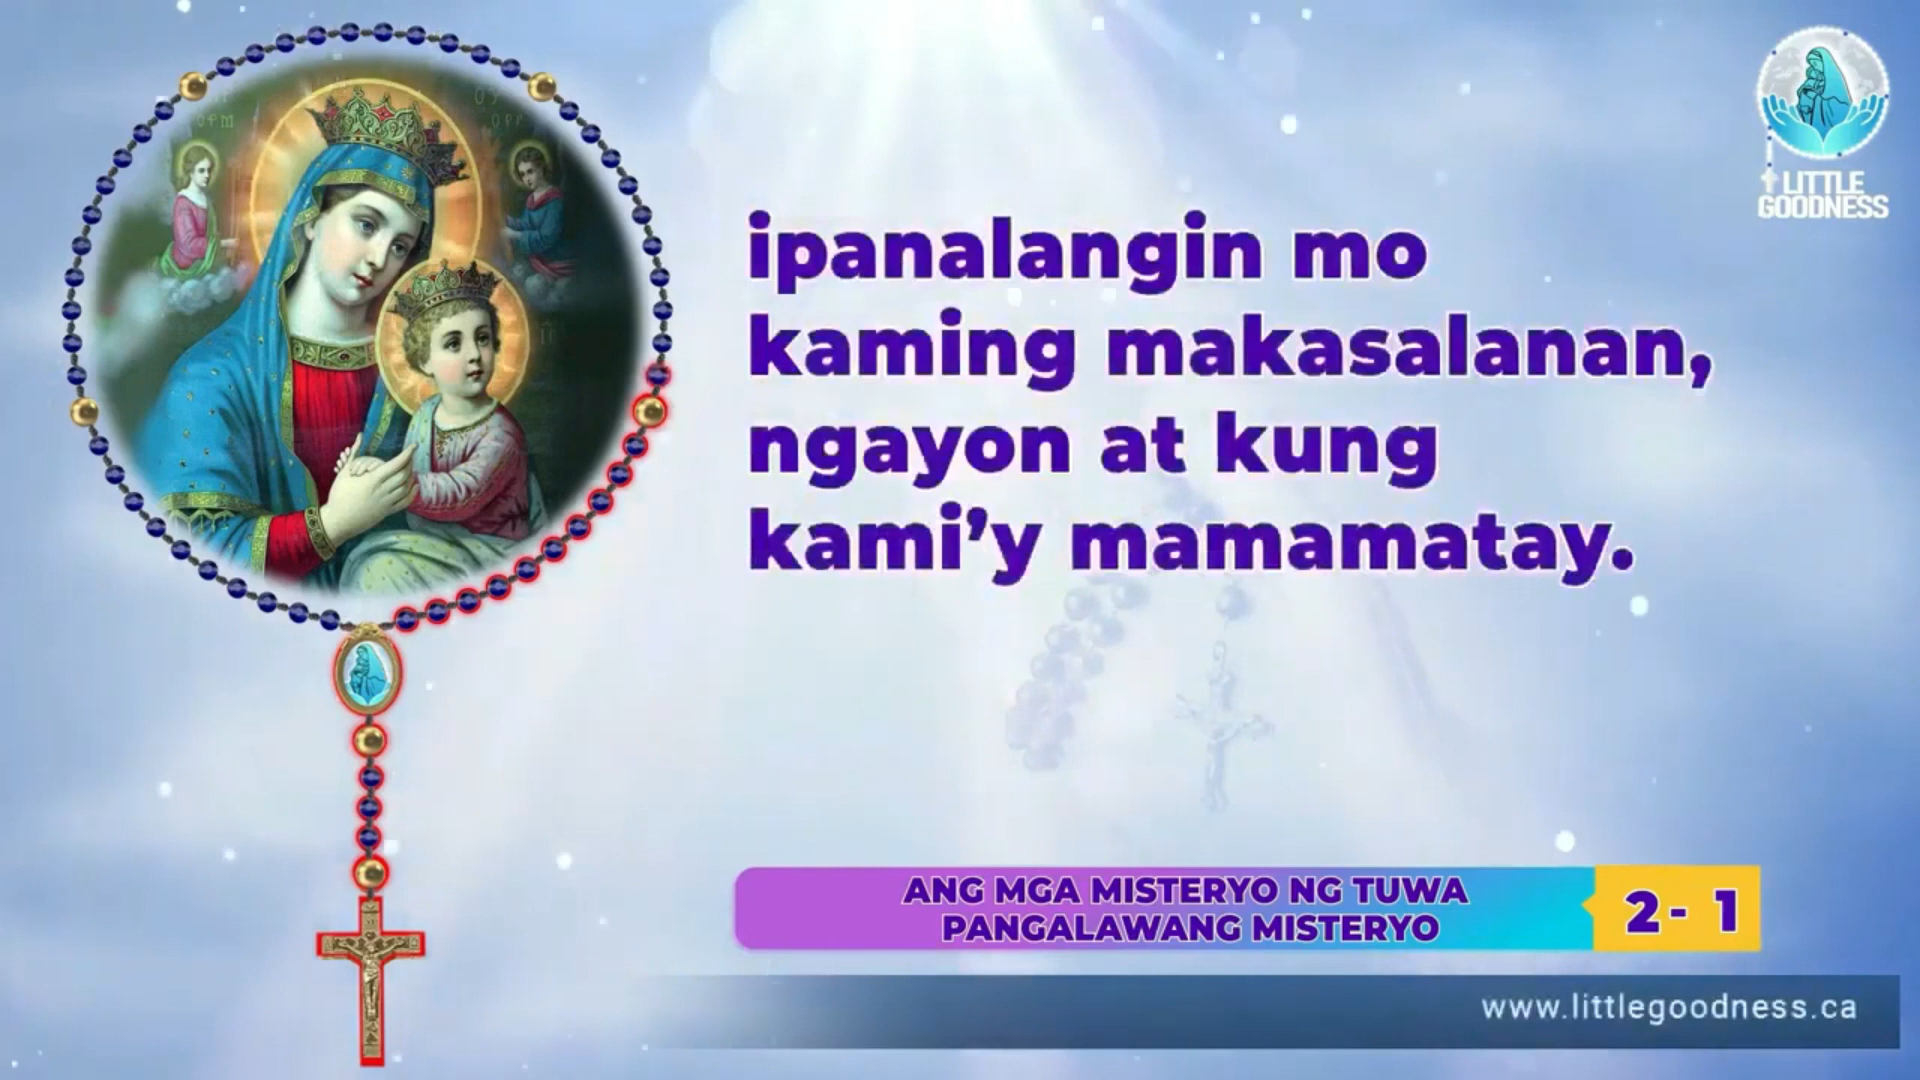 LITTLE
GOODNESS
ipanalangin mo
kaming makasalanan,
ngayon at kung
kami’y mamamatay.
ANG MGA MISTERYO NG TUWA
PANGALAWANG MISTERYO
2 - 1
www.littlegoodness.ca